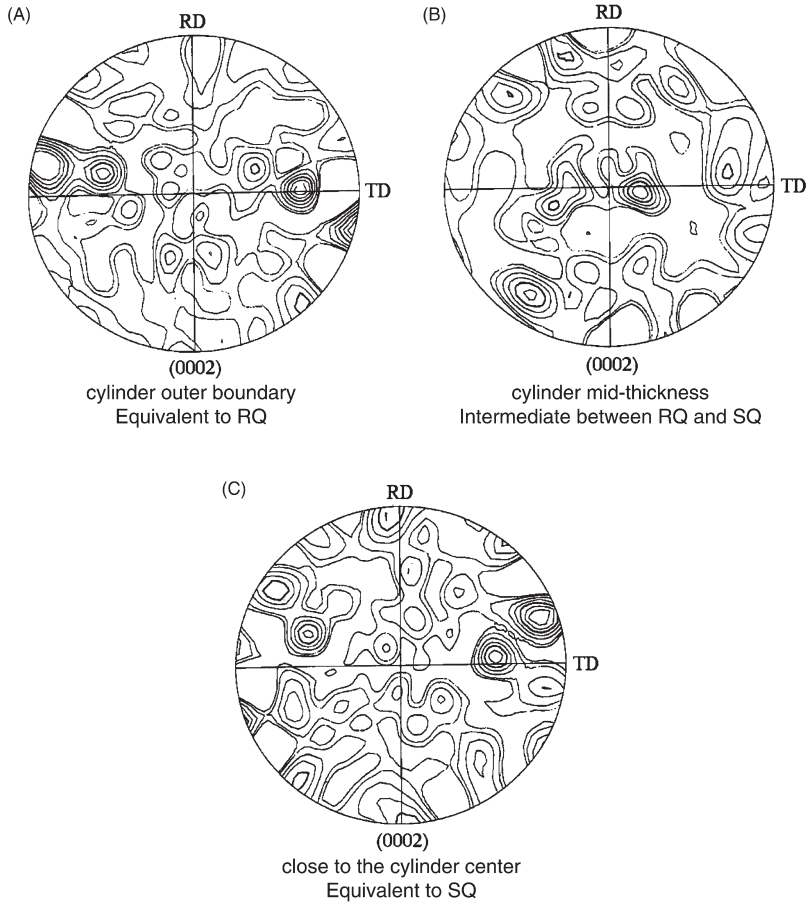 (A)
RD
TD
(0002)
cylinder outer boundary
Equivalent to RQ
(B)
RD
TD
(0002)
cylinder mid-thickness
Intermediate between RQ and SQ
(C)
RD
TD
(0002)
close to the cylinder center
Equivalent to SQ